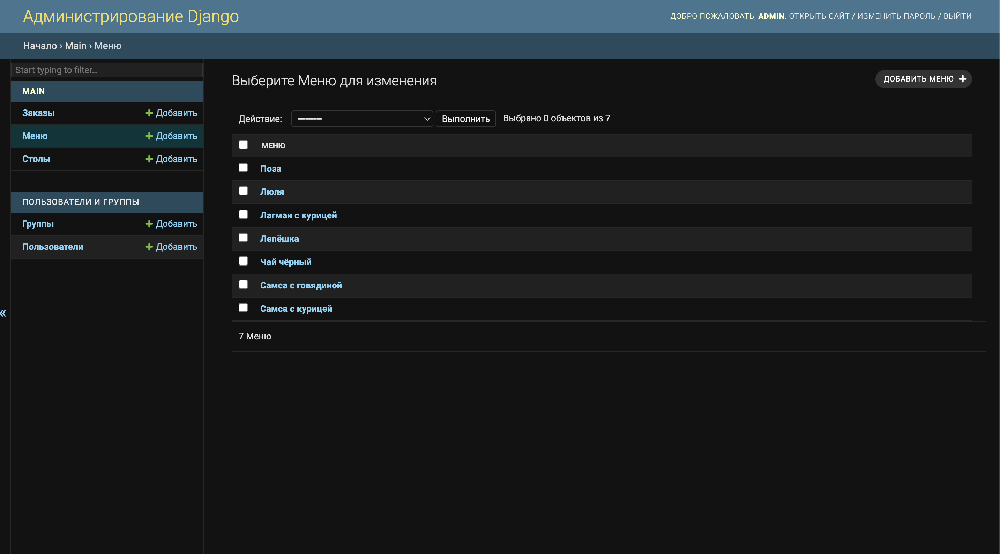 Администрирование Django
ДОБРО ПОЖАЛОВАТЬ, ADMIN. ОТКРЫТЬ САЙТ / ИЗМЕНИТЬ ПАРОЛЬ / ВЫЙТИ
Начало › Main › Меню
Start typing to filter...
MAIN
Заказы
Добавить
Меню
Добавить
Столы
Добавить
ПОЛЬЗОВАТЕЛИ И ГРУППЫ
Группы
Добавить
Пользователи
Добавить
«
Выберите Меню для изменения
ДОБАВИТЬ МЕНЮ
Действие: --------- Выполнить Выбрано 0 объектов из 7
МЕНЮ
Поза
Люля
Лагман с курицей
Лепёшка
Чай чёрный
Самса с говядиной
Самса с курицей
7 Меню